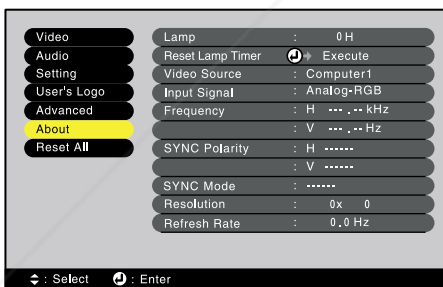 Video
Audio
Setting
User's Logo
Advanced
About
Reset All
Lamp : 0 H
Reset Lamp Timer Execute
Video Source : Computer1
Input Signal : Analog-RGB
Frequency : H --- . -- kHz
: V --- . -- Hz
SYNC Polarity : H ------
: V ------
SYNC Mode : ------
Resolution : 0x 0
Refresh Rate : 0.0 Hz
: Select : Enter